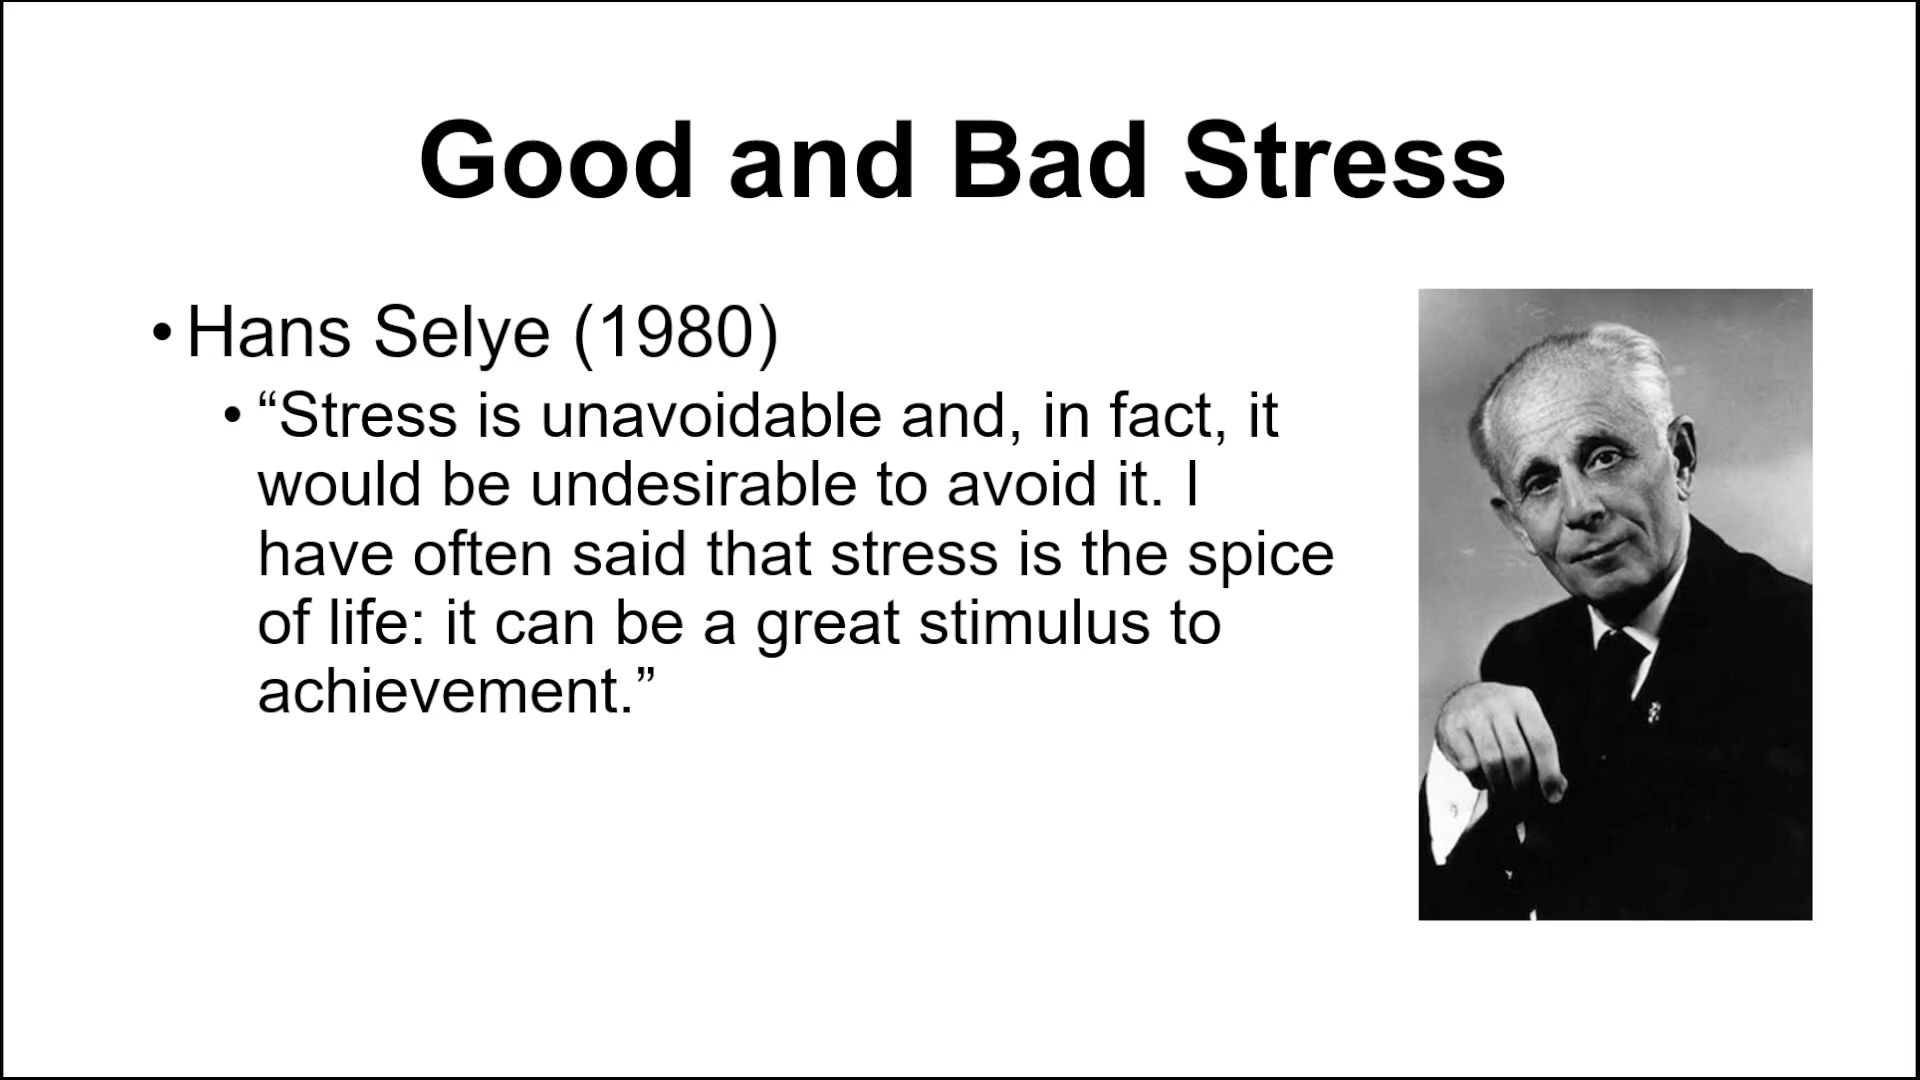 Good and Bad Stress
• Hans Selye (1980)
• “Stress is unavoidable and, in fact, it
would be undesirable to avoid it. I
have often said that stress is the spice
of life: it can be a great stimulus to
achievement.”